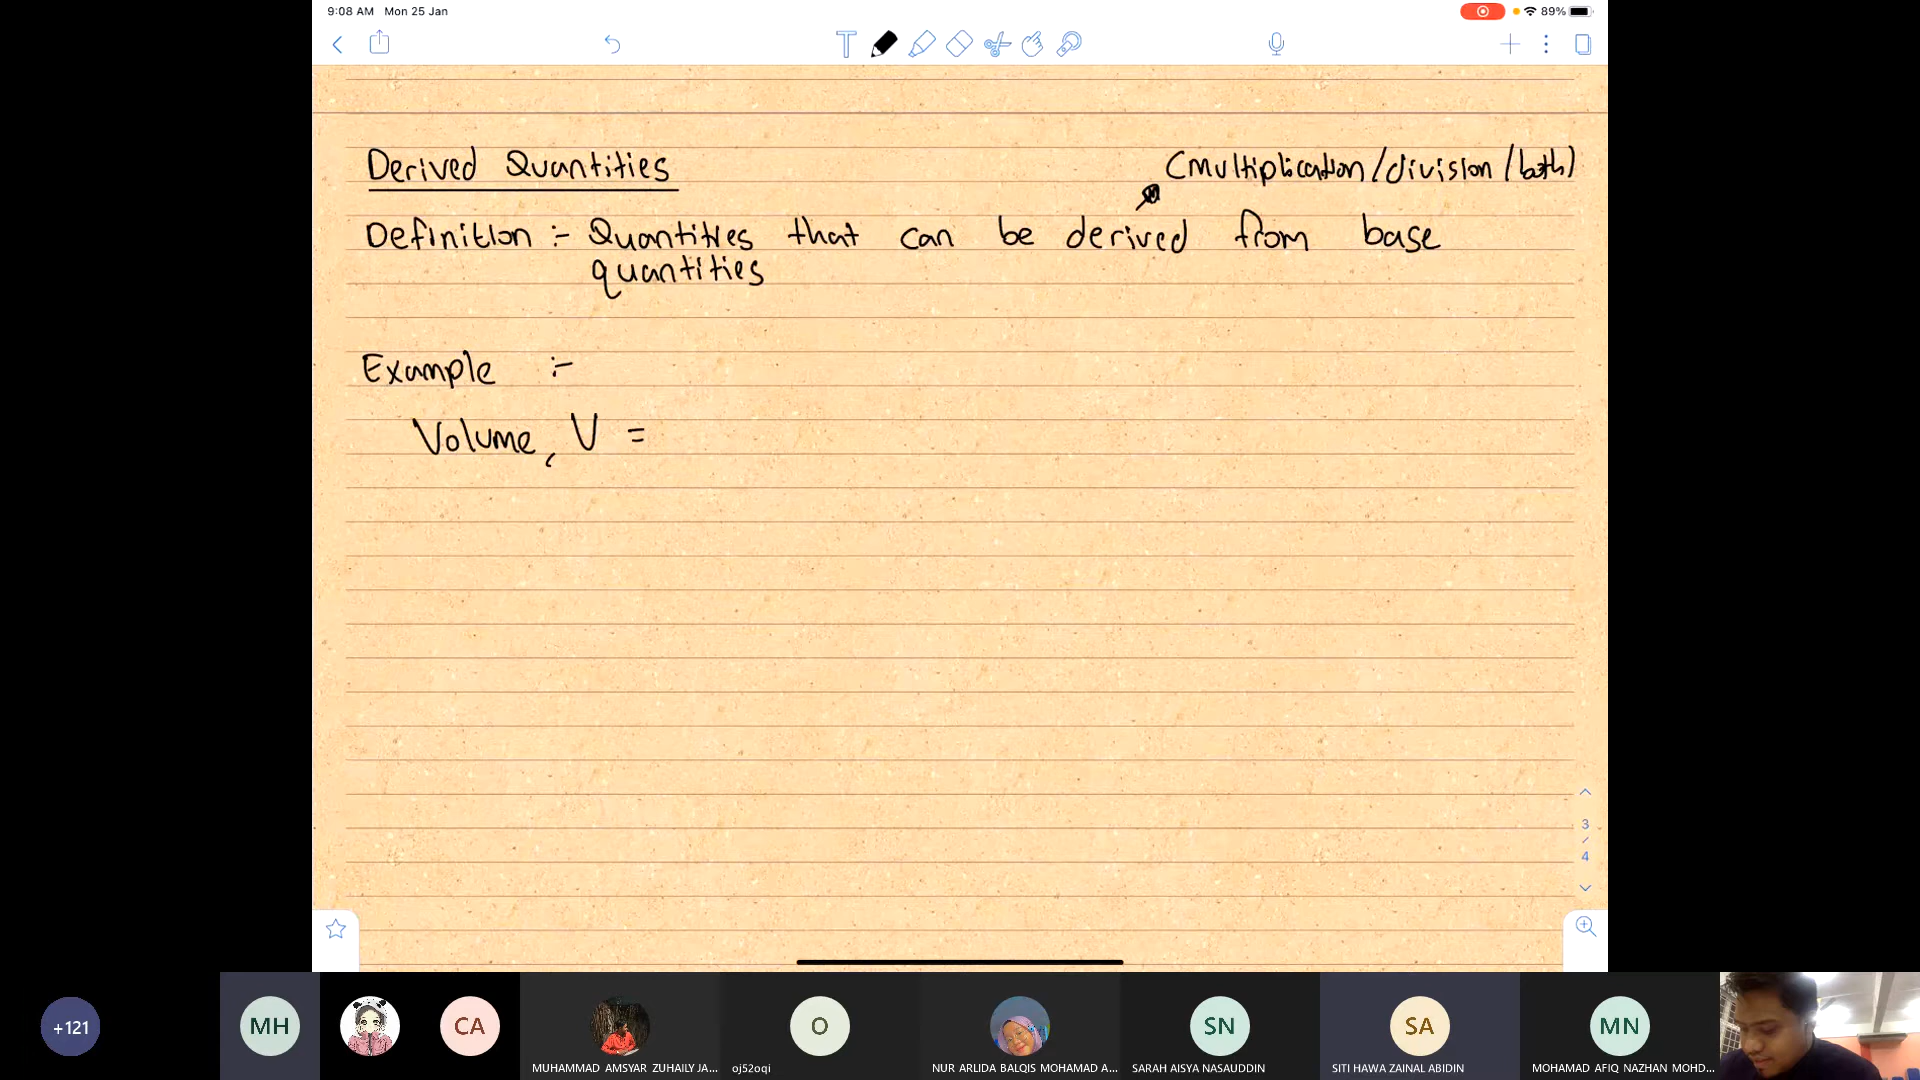 9:08 AM Mon 25 Jan
89%
Derived Quantities
(multiplication/division/both)
Definition :- Quantities that can be derived from base
quantities
Example :-
Volume, V =
3
/
4
+121
MH
CA
O
SN
SA
MN
MUHAMMAD AMSYAR ZUHAILY JA...
oj52oqi
NUR ARLIDA BALQIS MOHAMAD A...
SARAH AISYA NASAUDDIN
SITI HAWA ZAINAL ABIDIN
MOHAMAD AFIQ NAZHAN MOHD...